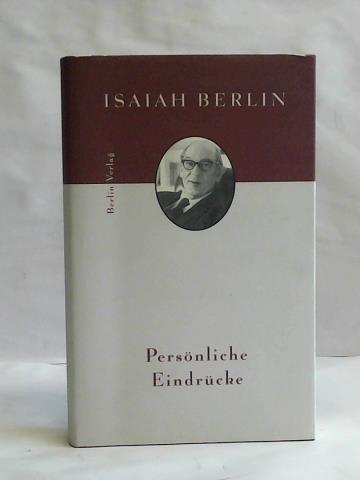 ISAIAH BERLIN
Berlin Verlag
Persönliche
Eindrücke